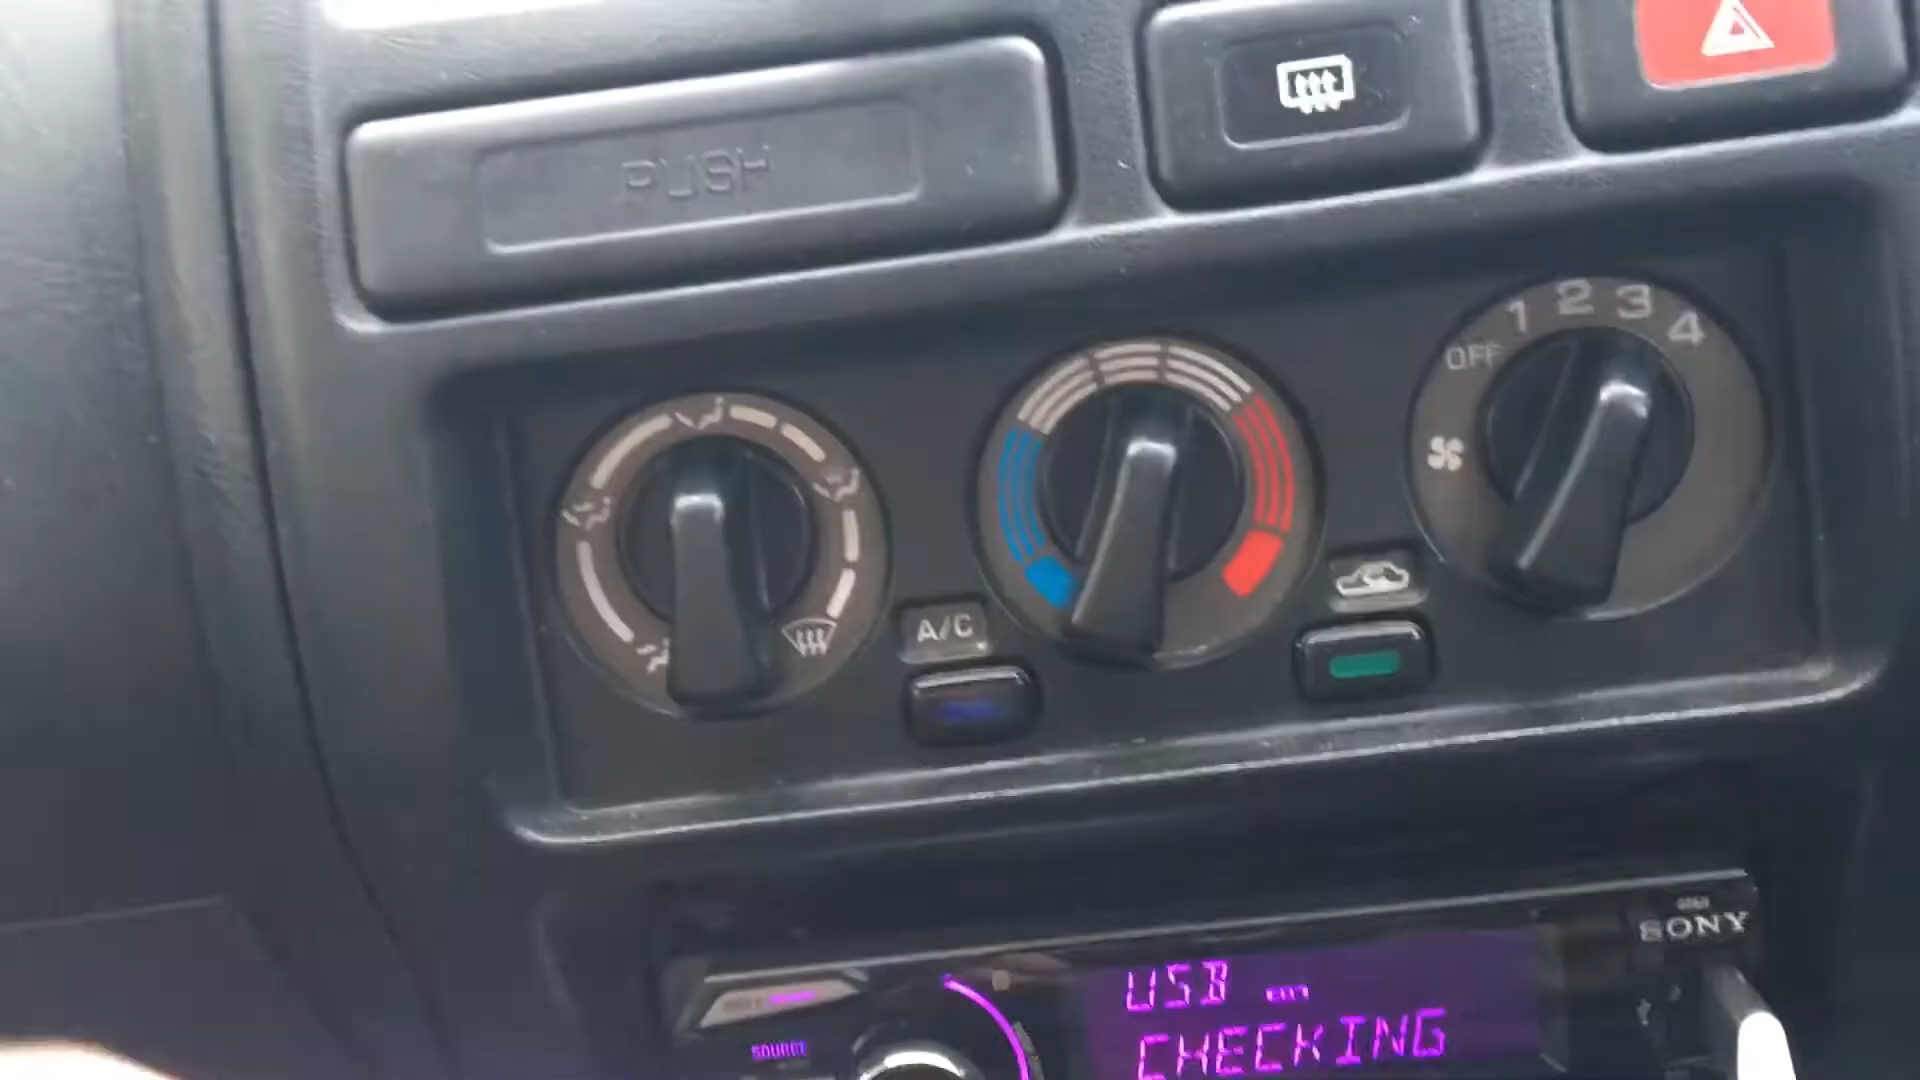 PUSH
OFF 1 2 3 4
A/C
SONY
USB
CHECKING
SOURCE